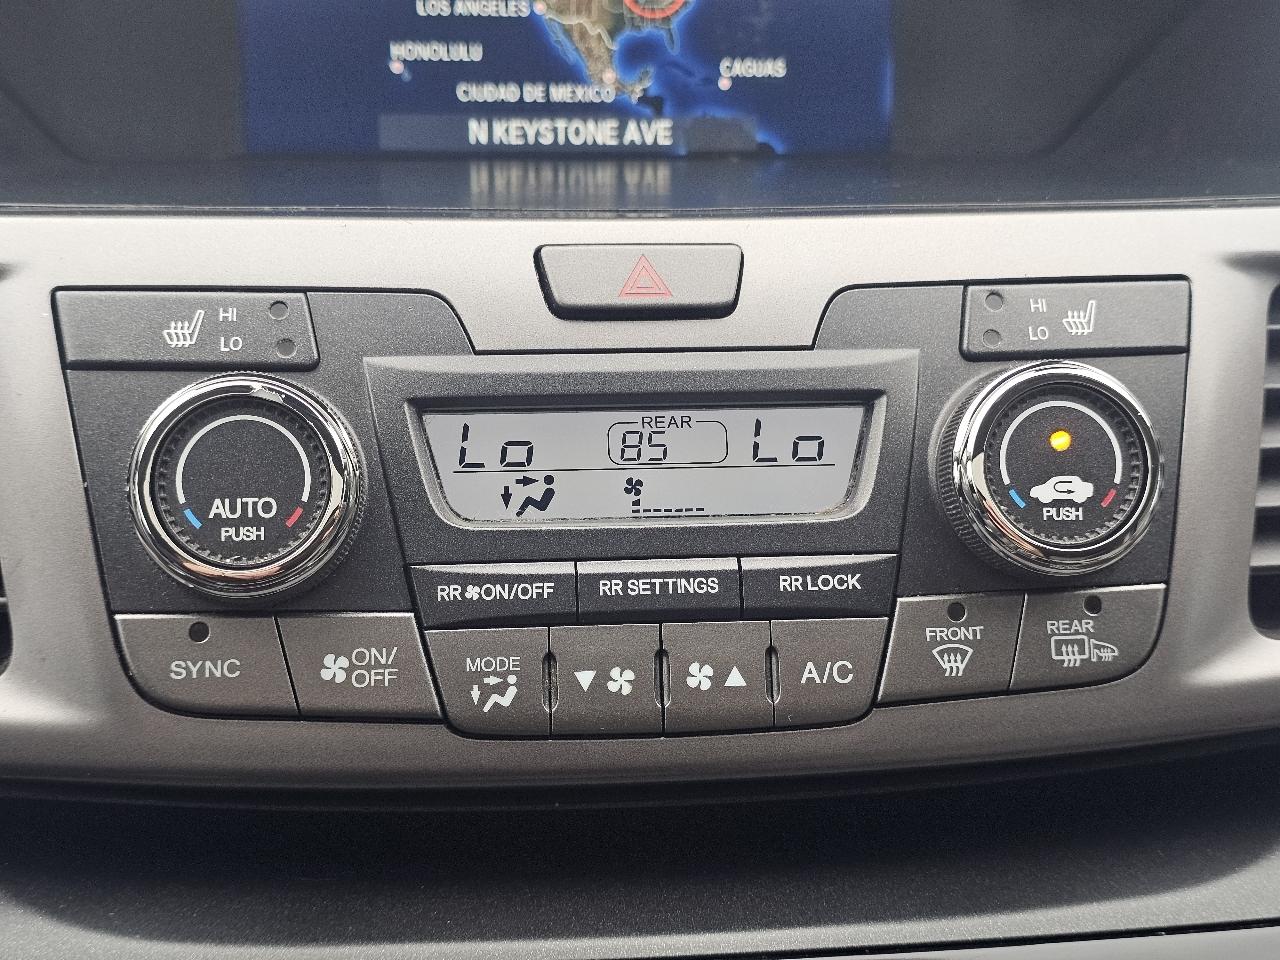 LOS ANGELES
HONOLULU
CAGUAS
CIUDAD DE MEXICO
N KEYSTONE AVE
HI
LO
HI
LO
REAR
Lo 85 Lo
AUTO
PUSH
PUSH
RR ON/OFF
RR SETTINGS
RR LOCK
SYNC
ON/
OFF
MODE
A/C
FRONT
REAR